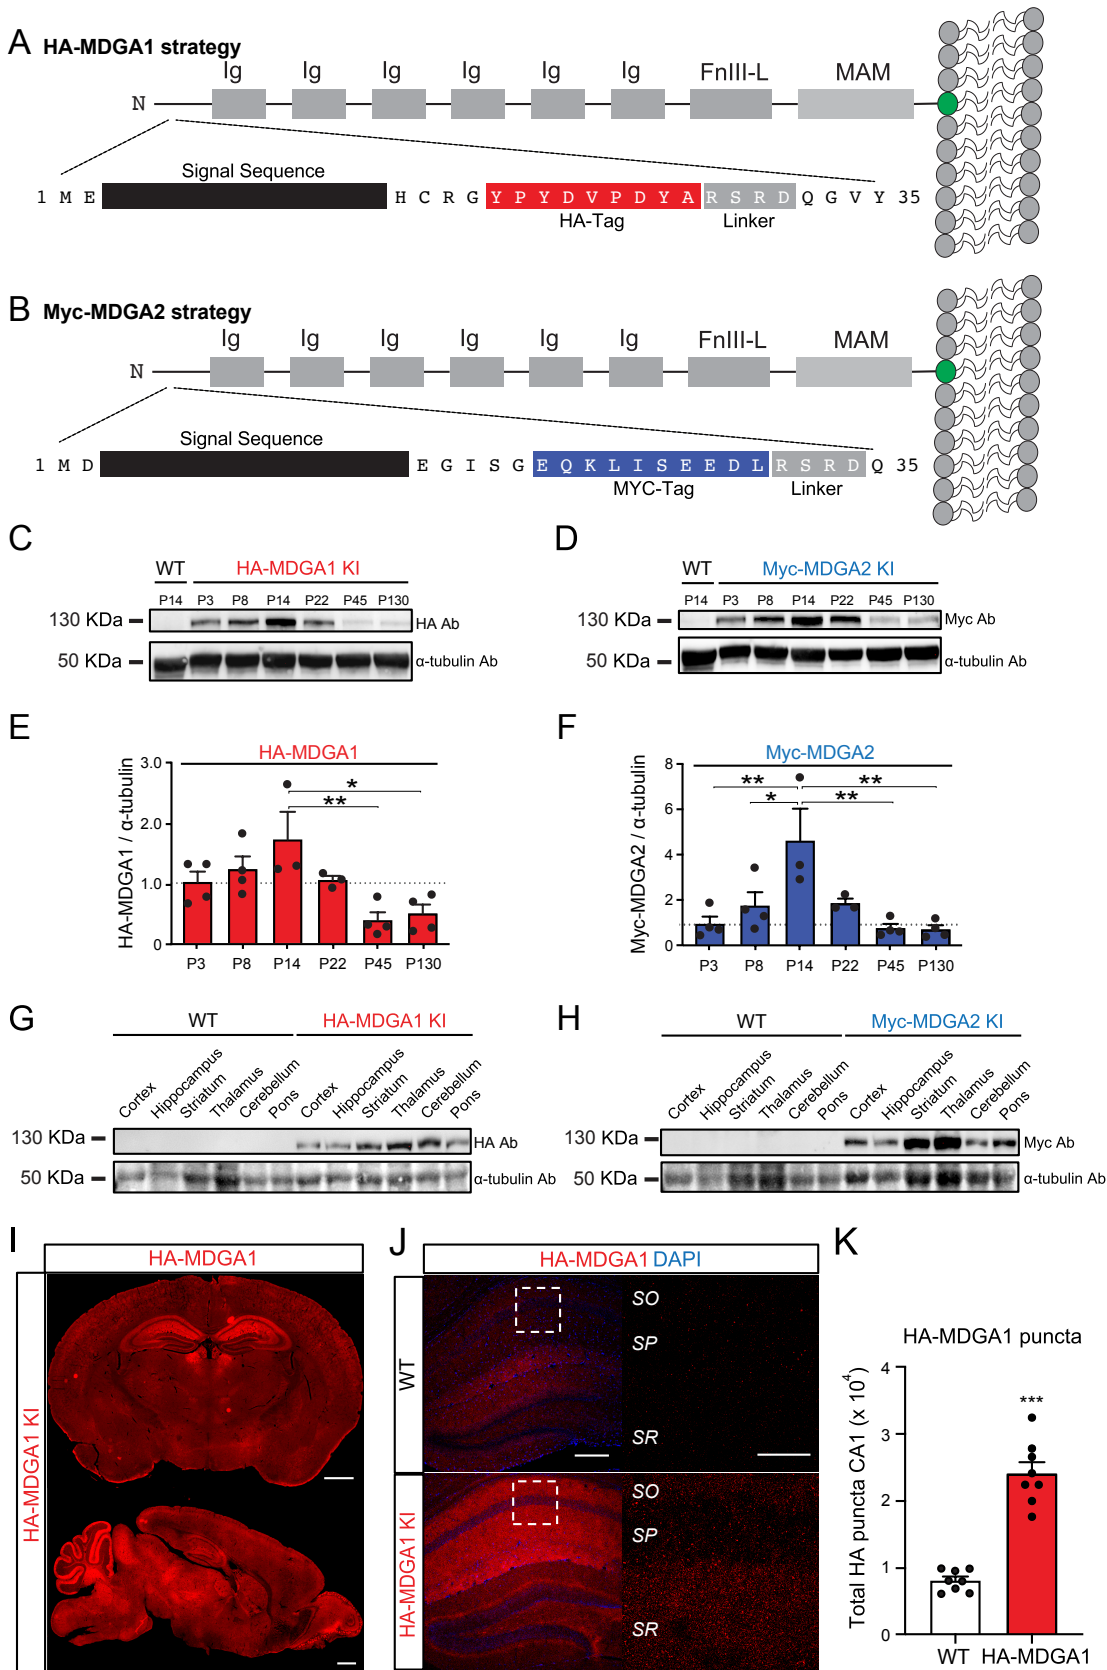 A HA-MDGA1 strategy
Ig Ig Ig Ig Ig Ig FnIII-L MAM
N
Signal Sequence
1 M E H C R G Y P Y D V P D Y A R S R D Q G V Y 35
HA-Tag Linker
B Myc-MDGA2 strategy
Ig Ig Ig Ig Ig Ig FnIII-L MAM
N
Signal Sequence
1 M D E G I S G E Q K L I S E E D L R S R D Q 35
MYC-Tag Linker
C
WT HA-MDGA1 KI
P14 P3 P8 P14 P22 P45 P130
130 KDa HA Ab
50 KDa α-tubulin Ab
D
WT Myc-MDGA2 KI
P14 P3 P8 P14 P22 P45 P130
130 KDa Myc Ab
50 KDa α-tubulin Ab
E
HA-MDGA1
HA-MDGA1 / α-tubulin
3.0
2.0
1.0
0
*
**
P3 P8 P14 P22 P45 P130
F
Myc-MDGA2
Myc-MDGA2 / α-tubulin
8
6
4
2
0
** **
* **
P3 P8 P14 P22 P45 P130
G
WT HA-MDGA1 KI
Cortex Hippocampus Striatum Thalamus Cerebellum Pons Cortex Hippocampus Striatum Thalamus Cerebellum Pons
130 KDa HA Ab
50 KDa α-tubulin Ab
H
WT Myc-MDGA2 KI
Cortex Hippocampus Striatum Thalamus Cerebellum Pons Cortex Hippocampus Striatum Thalamus Cerebellum Pons
130 KDa Myc Ab
50 KDa α-tubulin Ab
I
HA-MDGA1
HA-MDGA1 KI
J
HA-MDGA1 DAPI
WT
SO
SP
SR
HA-MDGA1 KI
SO
SP
SR
K
HA-MDGA1 puncta
Total HA puncta CA1 (x 10⁴)
4
3
2
1
0
***
WT HA-MDGA1